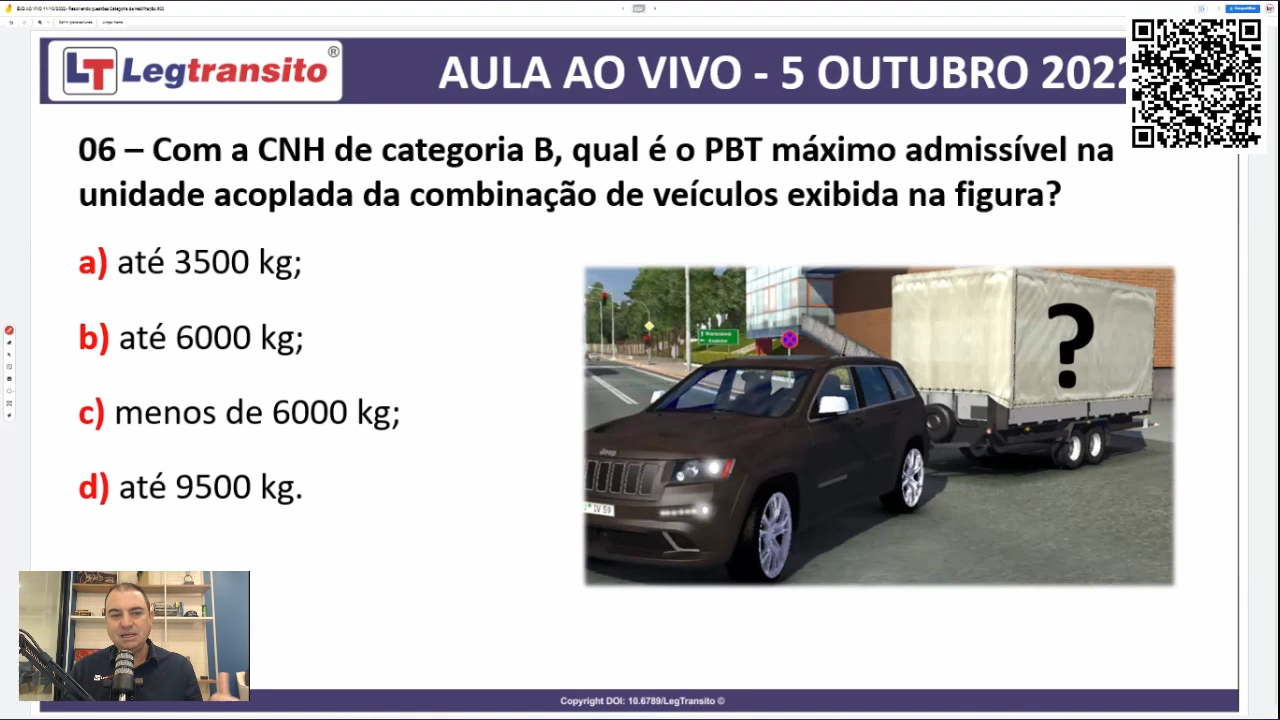 Legtransito®
AULA AO VIVO - 5 OUTUBRO 2022
06 – Com a CNH de categoria B, qual é o PBT máximo admissível na
unidade acoplada da combinação de veículos exibida na figura?
a) até 3500 kg;
b) até 6000 kg;
c) menos de 6000 kg;
d) até 9500 kg.
?
Jeep
Copyright DOI: 10.6789/LegTransito ©